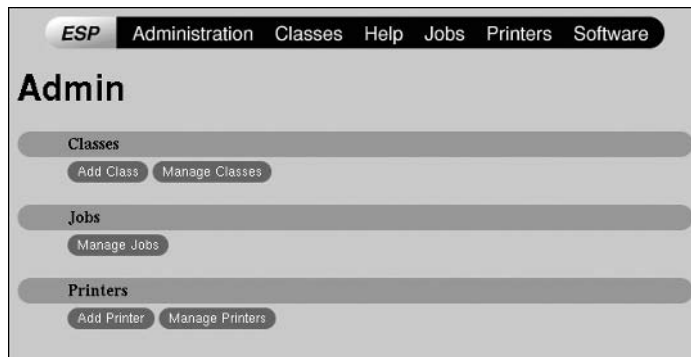 ESP Administration Classes Help Jobs Printers Software
Admin
Classes
Add Class Manage Classes
Jobs
Manage Jobs
Printers
Add Printer Manage Printers